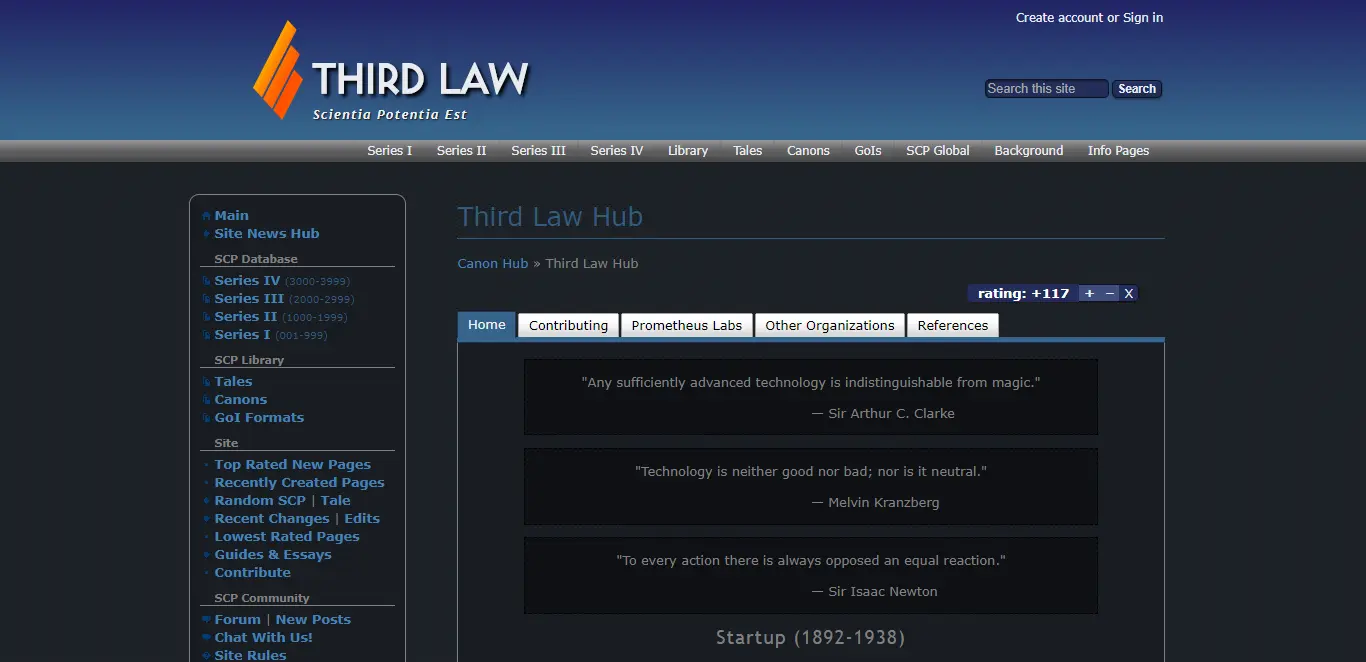 Create account or Sign in
THIRD LAW
Scientia Potentia Est
Search this site Search
Series I Series II Series III Series IV Library Tales Canons GoIs SCP Global Background Info Pages
Main
Site News Hub
SCP Database
Series IV (3000-3999)
Series III (2000-2999)
Series II (1000-1999)
Series I (001-999)
SCP Library
Tales
Canons
GoI Formats
Site
Top Rated New Pages
Recently Created Pages
Random SCP | Tale
Recent Changes | Edits
Lowest Rated Pages
Guides & Essays
Contribute
SCP Community
Forum | New Posts
Chat With Us!
Site Rules
Third Law Hub
Canon Hub » Third Law Hub
rating: +117 + − X
Home Contributing Prometheus Labs Other Organizations References
"Any sufficiently advanced technology is indistinguishable from magic."
— Sir Arthur C. Clarke
"Technology is neither good nor bad; nor is it neutral."
— Melvin Kranzberg
"To every action there is always opposed an equal reaction."
— Sir Isaac Newton
Startup (1892-1938)